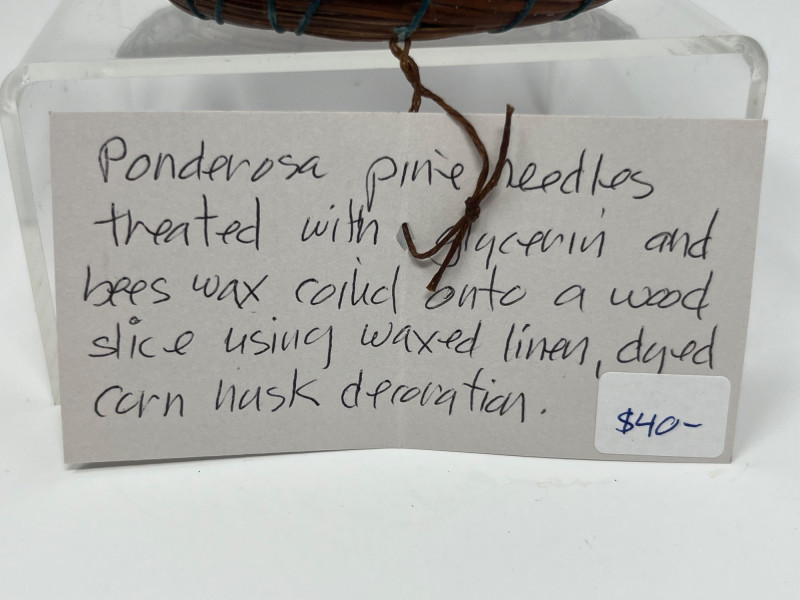 Ponderosa pine needles
treated with glycerin and
bees wax coiled onto a wood
slice using waxed linen, dyed
corn husk decoration.
$40-